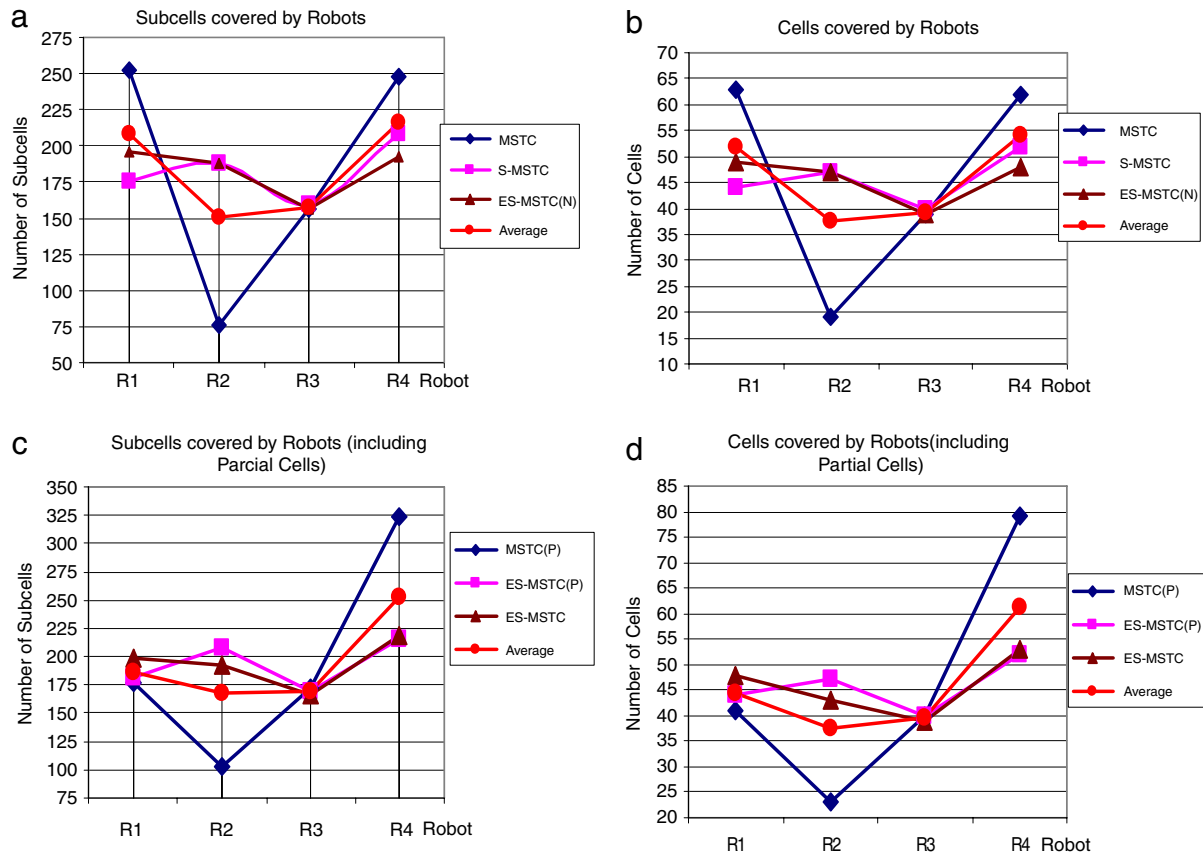 a
Subcells covered by Robots
Number of Subcells
275
250
225
200
175
150
125
100
75
50
R1 R2 R3 R4 Robot
MSTC
S-MSTC
ES-MSTC(N)
Average
b
Cells covered by Robots
Number of Cells
70
65
60
55
50
45
40
35
30
25
20
15
10
R1 R2 R3 R4 Robot
MSTC
S-MSTC
ES-MSTC(N)
Average
c
Subcells covered by Robots (including
Parcial Cells)
Number of Subcells
350
325
300
275
250
225
200
175
150
125
100
75
R1 R2 R3 R4 Robot
MSTC(P)
ES-MSTC(P)
ES-MSTC
Average
d
Cells covered by Robots(including
Partial Cells)
Number of Cells
85
80
75
70
65
60
55
50
45
40
35
30
25
20
R1 R2 R3 R4 Robot
MSTC(P)
ES-MSTC(P)
ES-MSTC
Average